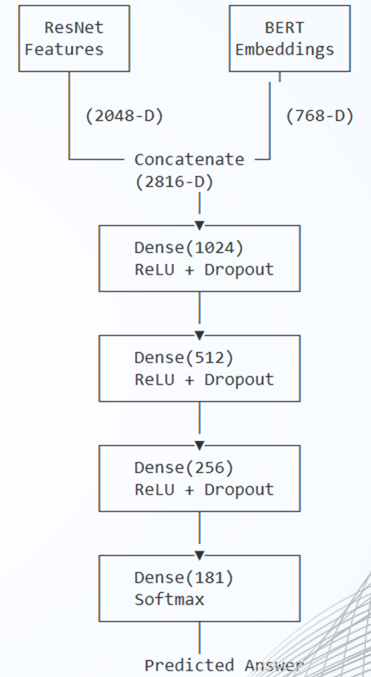 ResNet
Features
BERT
Embeddings
(2048-D)
(768-D)
Concatenate
(2816-D)
Dense(1024)
ReLU + Dropout
Dense(512)
ReLU + Dropout
Dense(256)
ReLU + Dropout
Dense(181)
Softmax
Predicted Answer